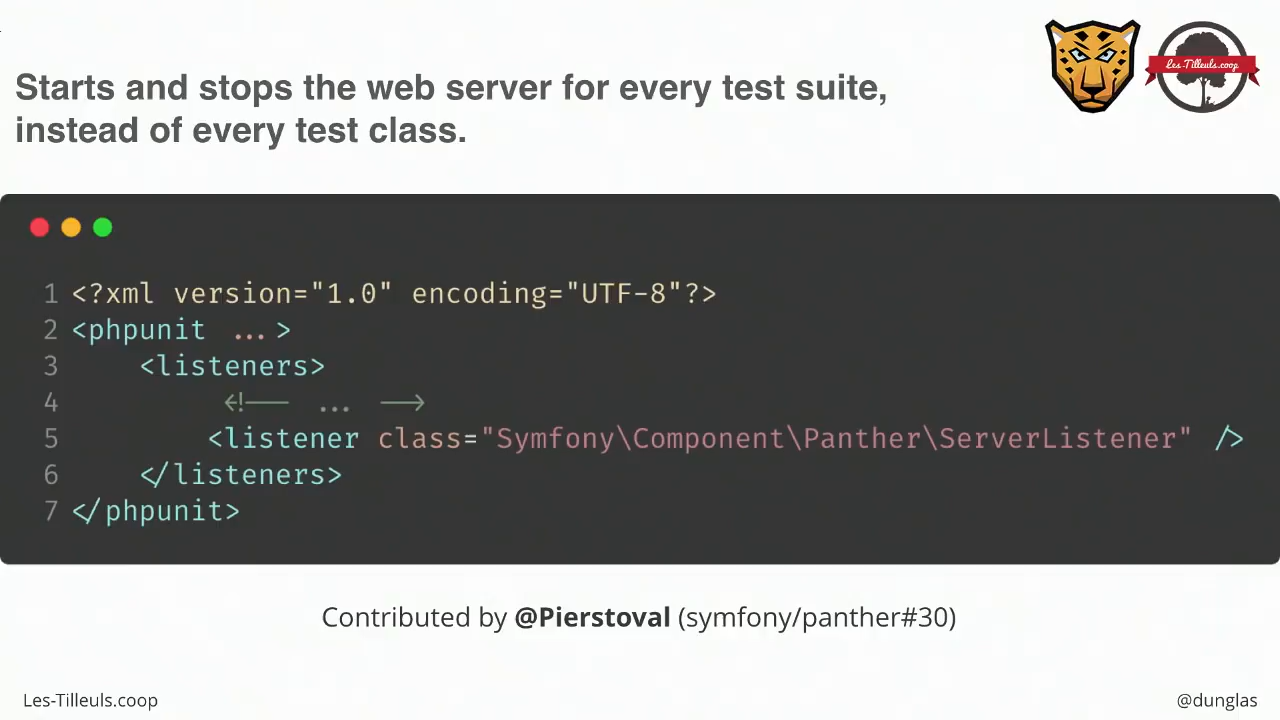 Starts and stops the web server for every test suite,
instead of every test class.
Les-Tilleuls.coop
1 <?xml version="1.0" encoding="UTF-8"?>
2 <phpunit ...>
3     <listeners>
4         <!-- ... -->
5         <listener class="Symfony\Component\Panther\ServerListener" />
6     </listeners>
7 </phpunit>
Contributed by @Pierstoval (symfony/panther#30)
Les-Tilleuls.coop
@dunglas